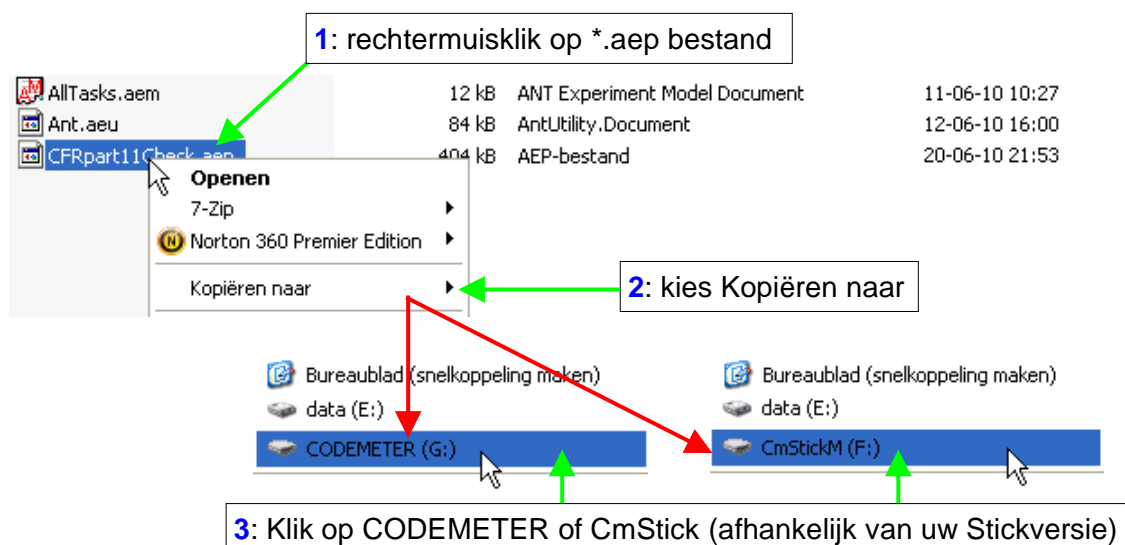 1: rechtermuisklik op *.aep bestand
AllTasks.aem 12 kB ANT Experiment Model Document 11-06-10 10:27
Ant.aeu 84 kB AntUtility.Document 12-06-10 16:00
CFRpart11Check.aep 404 kB AEP-bestand 20-06-10 21:53
Openen
7-Zip
Norton 360 Premier Edition
Kopiëren naar
2: kies Kopiëren naar
Bureaublad (snelkoppeling maken) Bureaublad (snelkoppeling maken)
data (E:) data (E:)
CODEMETER (G:) CmStickM (F:)
3: Klik op CODEMETER of CmStick (afhankelijk van uw Stickversie)